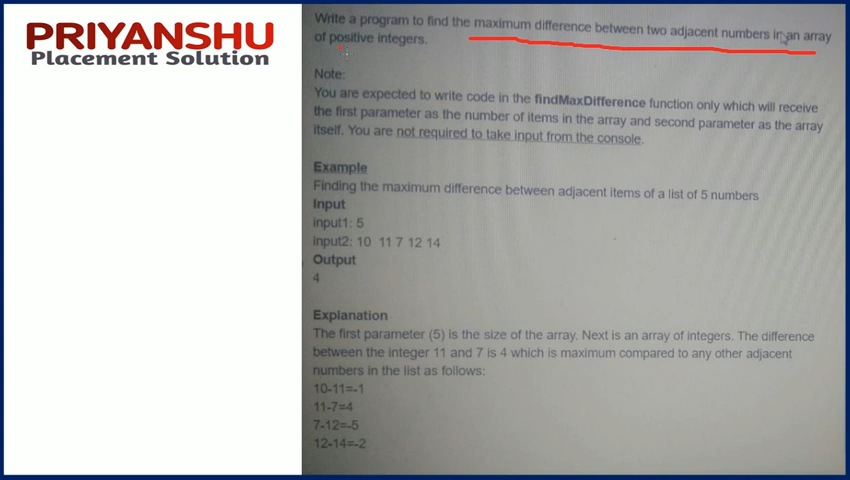 PRIYANSHU
Placement Solution
Write a program to find the maximum difference between two adjacent numbers in an array
of positive integers.
Note:
You are expected to write code in the findMaxDifference function only which will receive
the first parameter as the number of items in the array and second parameter as the array
itself. You are not required to take input from the console.
Example
Finding the maximum difference between adjacent items of a list of 5 numbers
Input
input1: 5
input2: 10 11 7 12 14
Output
4
Explanation
The first parameter (5) is the size of the array. Next is an array of integers. The difference
between the integer 11 and 7 is 4 which is maximum compared to any other adjacent
numbers in the list as follows:
10-11=-1
11-7=4
7-12=-5
12-14=-2